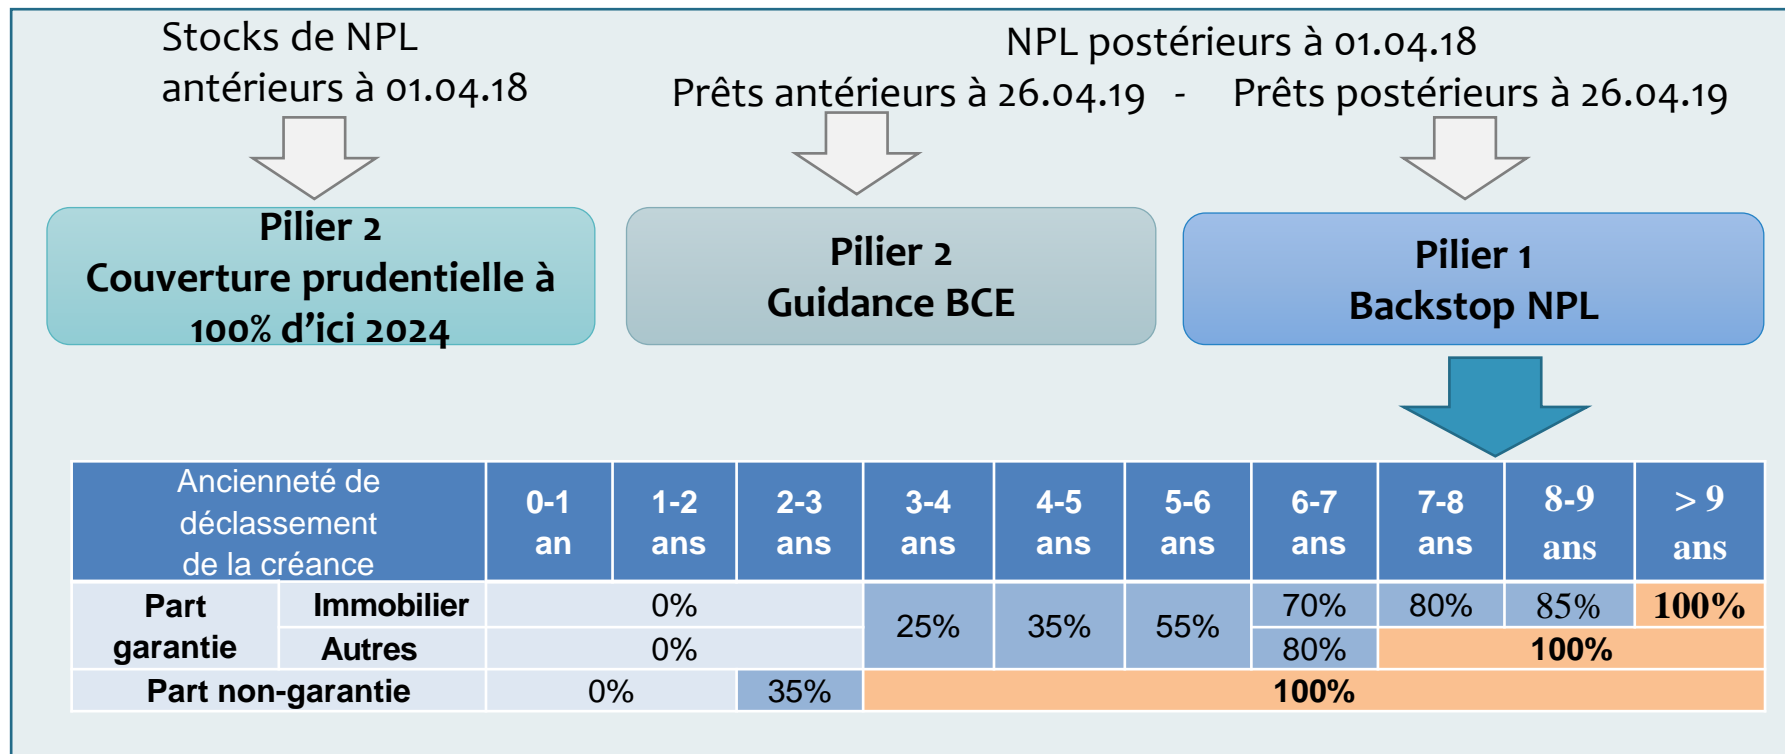 Stocks de NPL
antérieurs à 01.04.18
NPL postérieurs à 01.04.18
Prêts antérieurs à 26.04.19 - Prêts postérieurs à 26.04.19
Pilier 2
Couverture prudentielle à
100% d'ici 2024
Pilier 2
Guidance BCE
Pilier 1
Backstop NPL
Ancienneté de
déclassement
de la créance
0-1
an
1-2
ans
2-3
ans
3-4
ans
4-5
ans
5-6
ans
6-7
ans
7-8
ans
8-9
ans
> 9
ans
Part
garantie
Immobilier
0%
25%
35%
55%
70%
80%
85%
100%
Autres
0%
80%
100%
Part non-garantie
0%
35%
100%